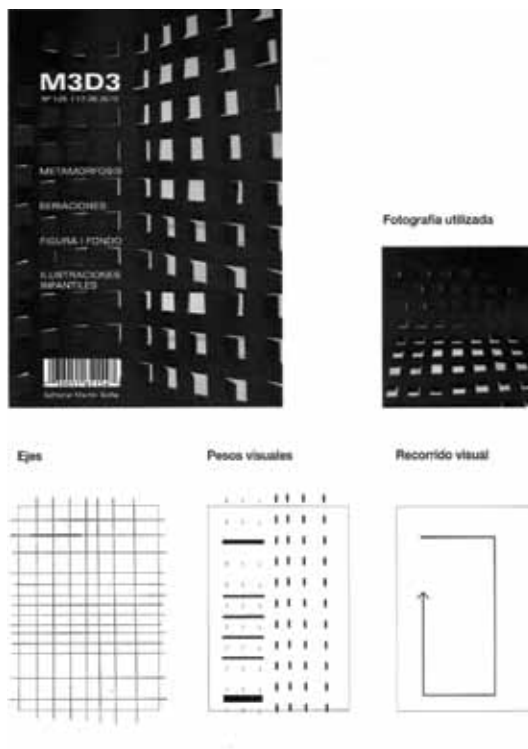 M3D3
METAMORFOSIS
SERIACIONES
FIGURA | FONDO
ILUSTRACIONES
INFANTILES
Fotografía utilizada
Ejes
Pesos visuales
Recorrido visual